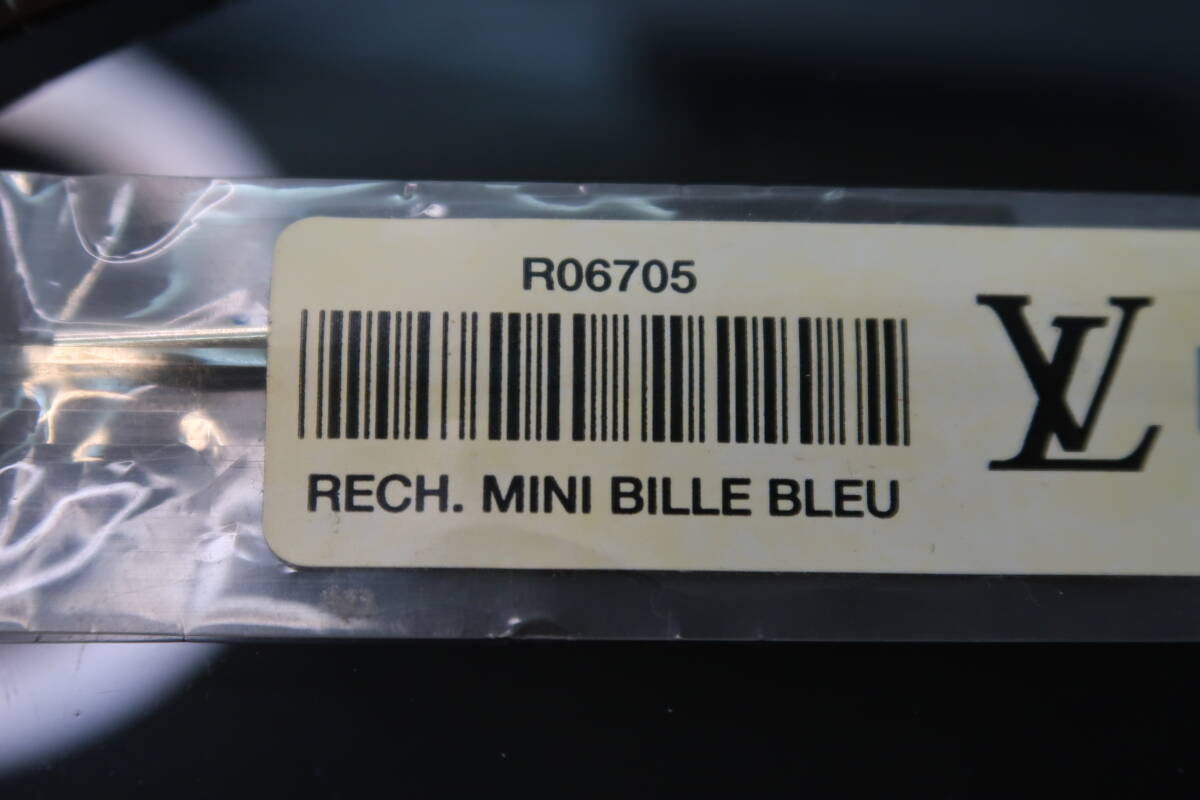 R06705
LV
RECH. MINI BILLE BLEU